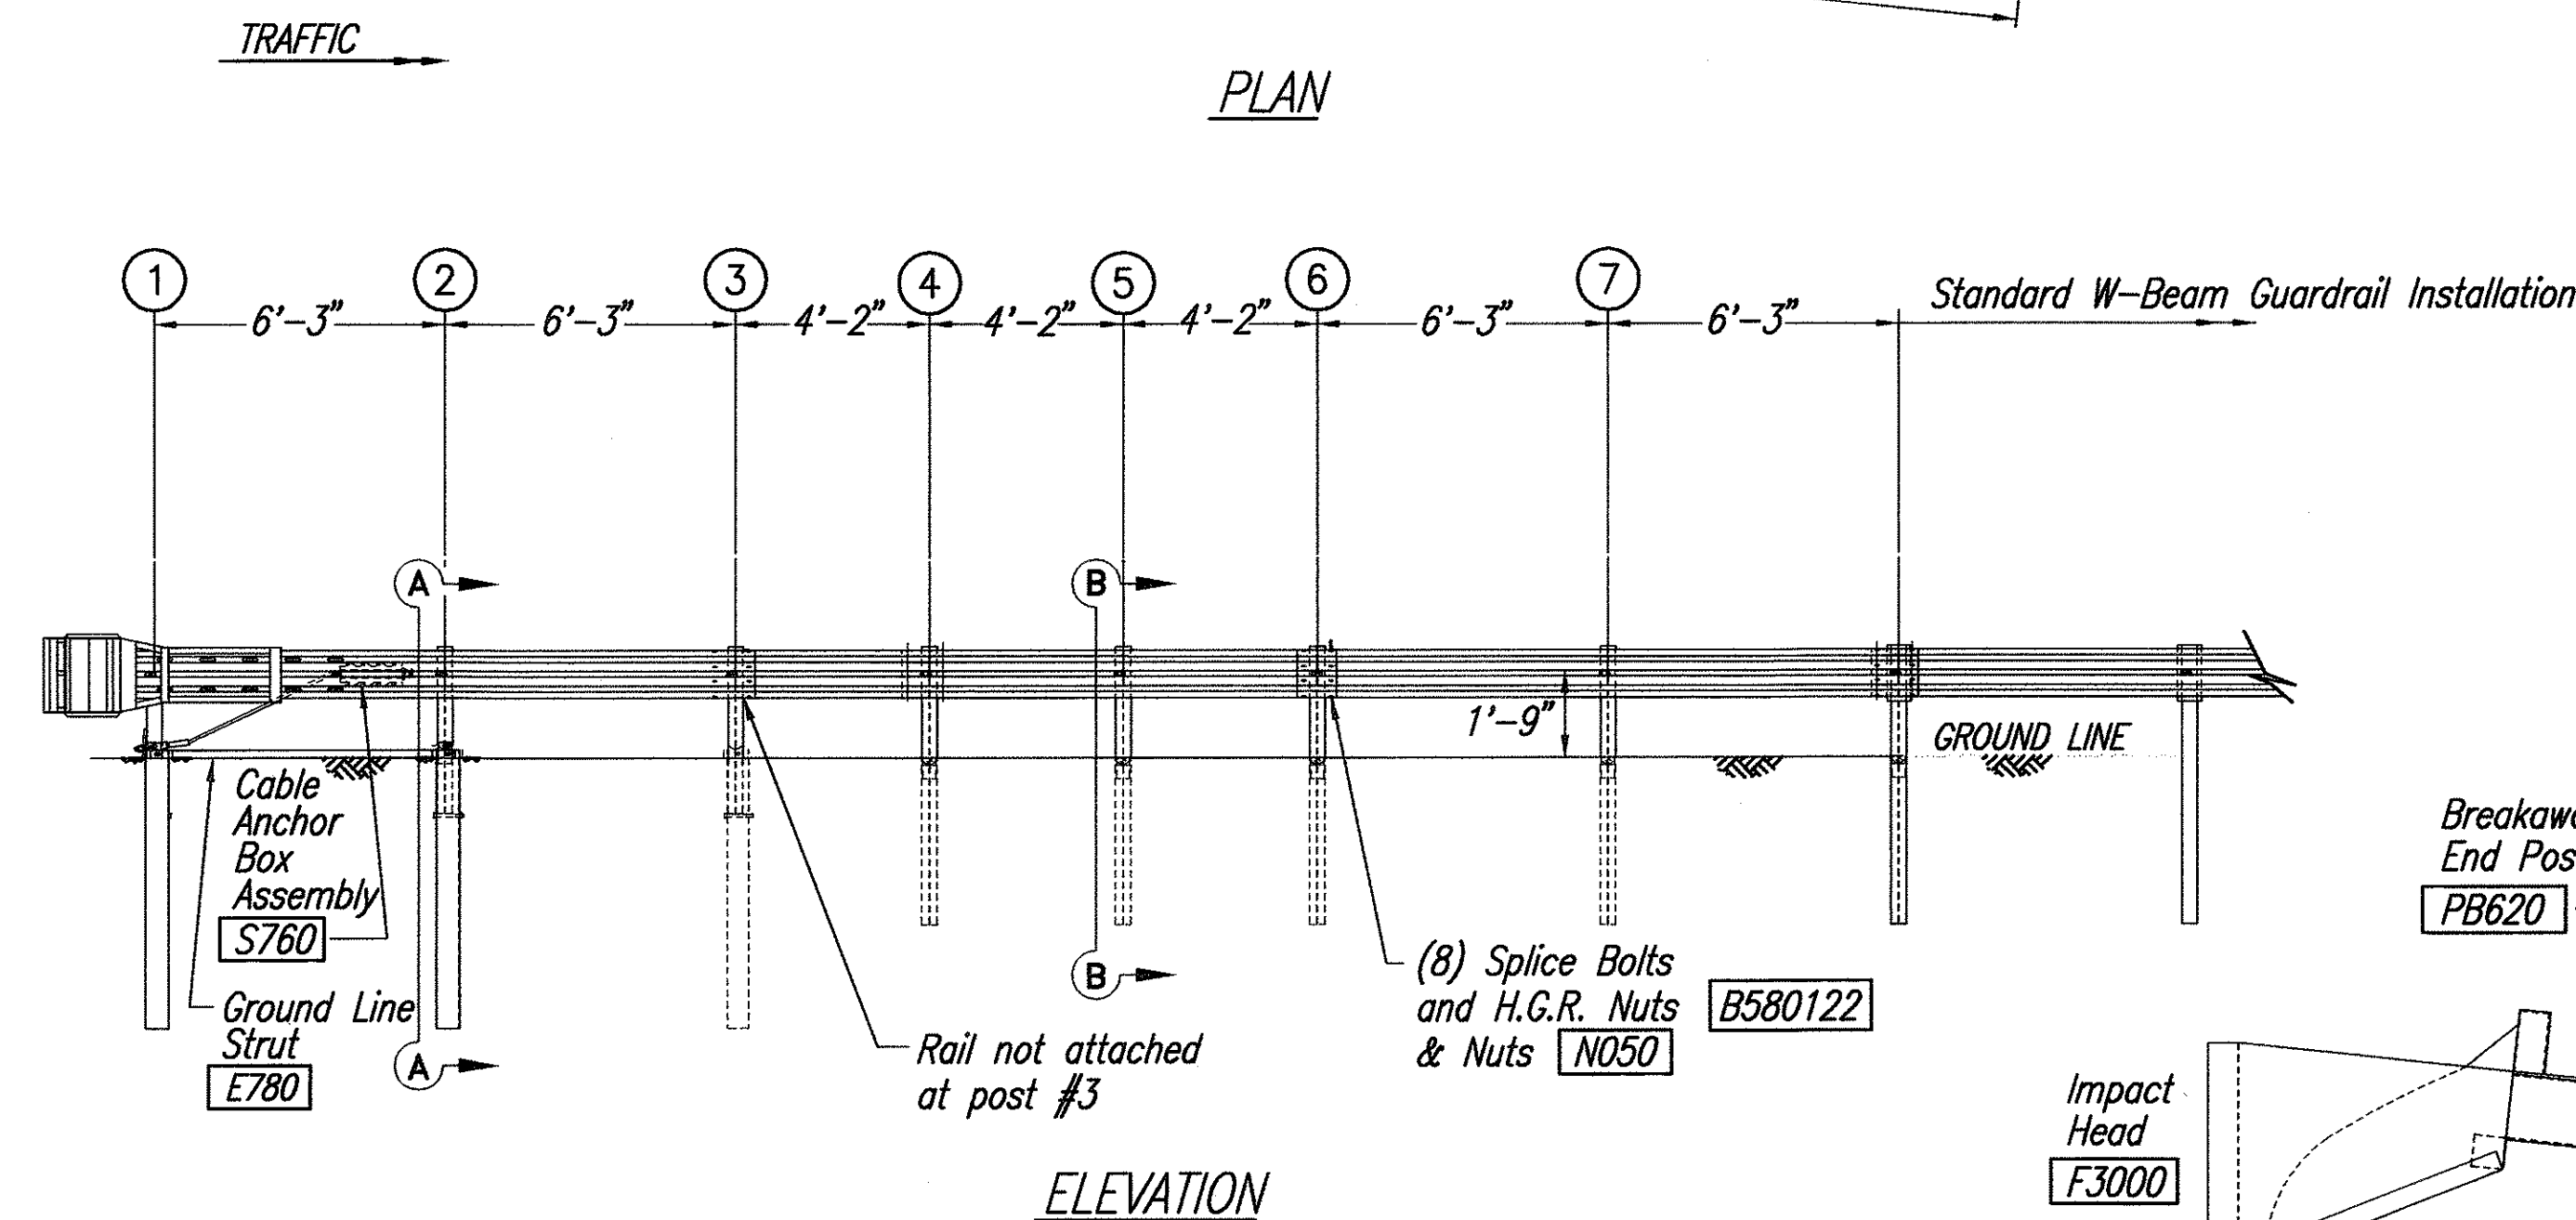 TRAFFIC
PLAN
1 2 3 4 5 6 7
6'-3" 6'-3" 4'-2" 4'-2" 4'-2" 6'-3" 6'-3"
Standard W-Beam Guardrail Installation
A
B
1'-9"
GROUND LINE
Cable
Anchor
Box
Assembly
S760
Ground Line
Strut
E780
A
B
Rail not attached
at post #3
(8) Splice Bolts
and H.G.R. Nuts B580122
& Nuts N050
End Pos
PB620
Impact
Head
F3000
ELEVATION